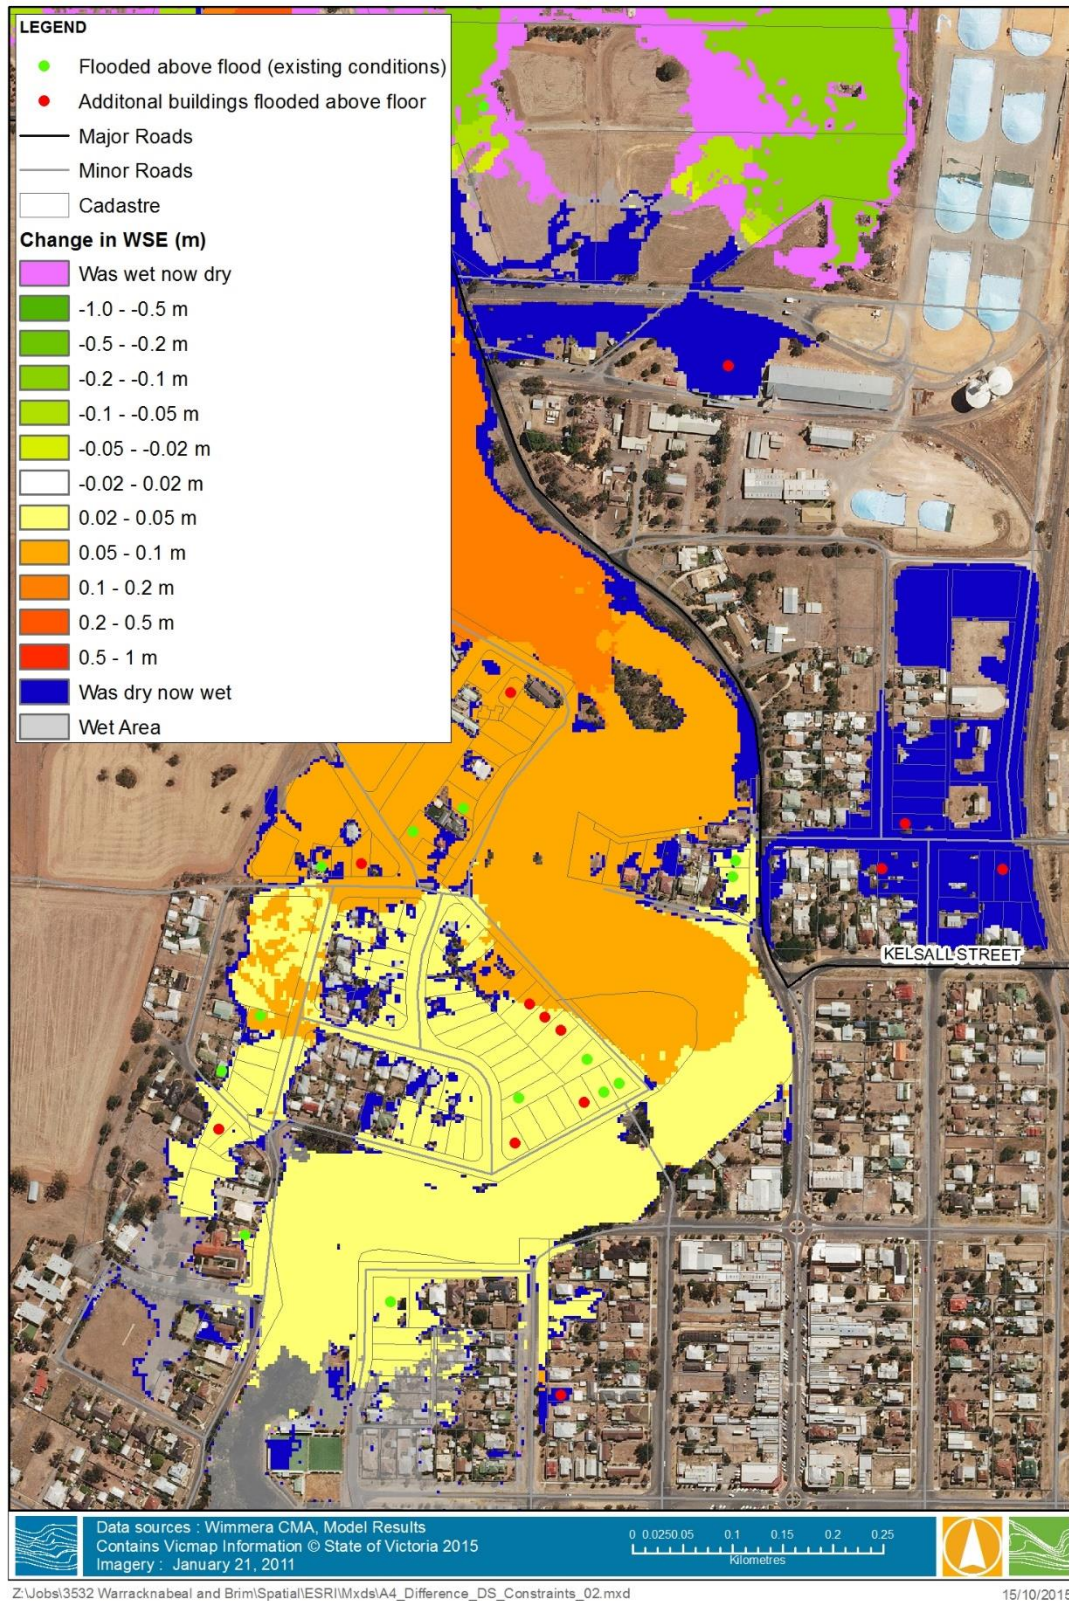 LEGEND
Flooded above flood (existing conditions)
Additonal buildings flooded above floor
Major Roads
Minor Roads
Cadastre
Change in WSE (m)
Was wet now dry
-1.0 - -0.5 m
-0.5 - -0.2 m
-0.2 - -0.1 m
-0.1 - -0.05 m
-0.05 - -0.02 m
-0.02 - 0.02 m
0.02 - 0.05 m
0.05 - 0.1 m
0.1 - 0.2 m
0.2 - 0.5 m
0.5 - 1 m
Was dry now wet
Wet Area
KELSALL STREET
Data sources : Wimmera CMA, Model Results
Contains Vicmap Information © State of Victoria 2015
Imagery : January 21, 2011
0 0.0250.05 0.1 0.15 0.2 0.25
Kilometres
Z:\Jobs\3532 Warracknabeal and Brim\Spatial\ESRI\Mxds\A4_Difference_DS_Constraints_02.mxd
15/10/2015